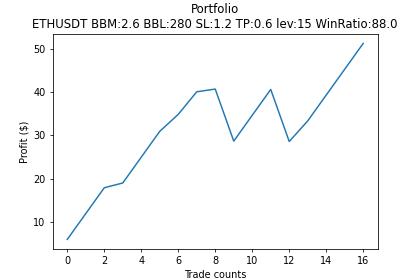 Portfolio
ETHUSDT BBM:2.6 BBL:280 SL:1.2 TP:0.6 lev:15 WinRatio:88.0
50
40
30
20
10
Profit ($)
0 2 4 6 8 10 12 14 16
Trade counts